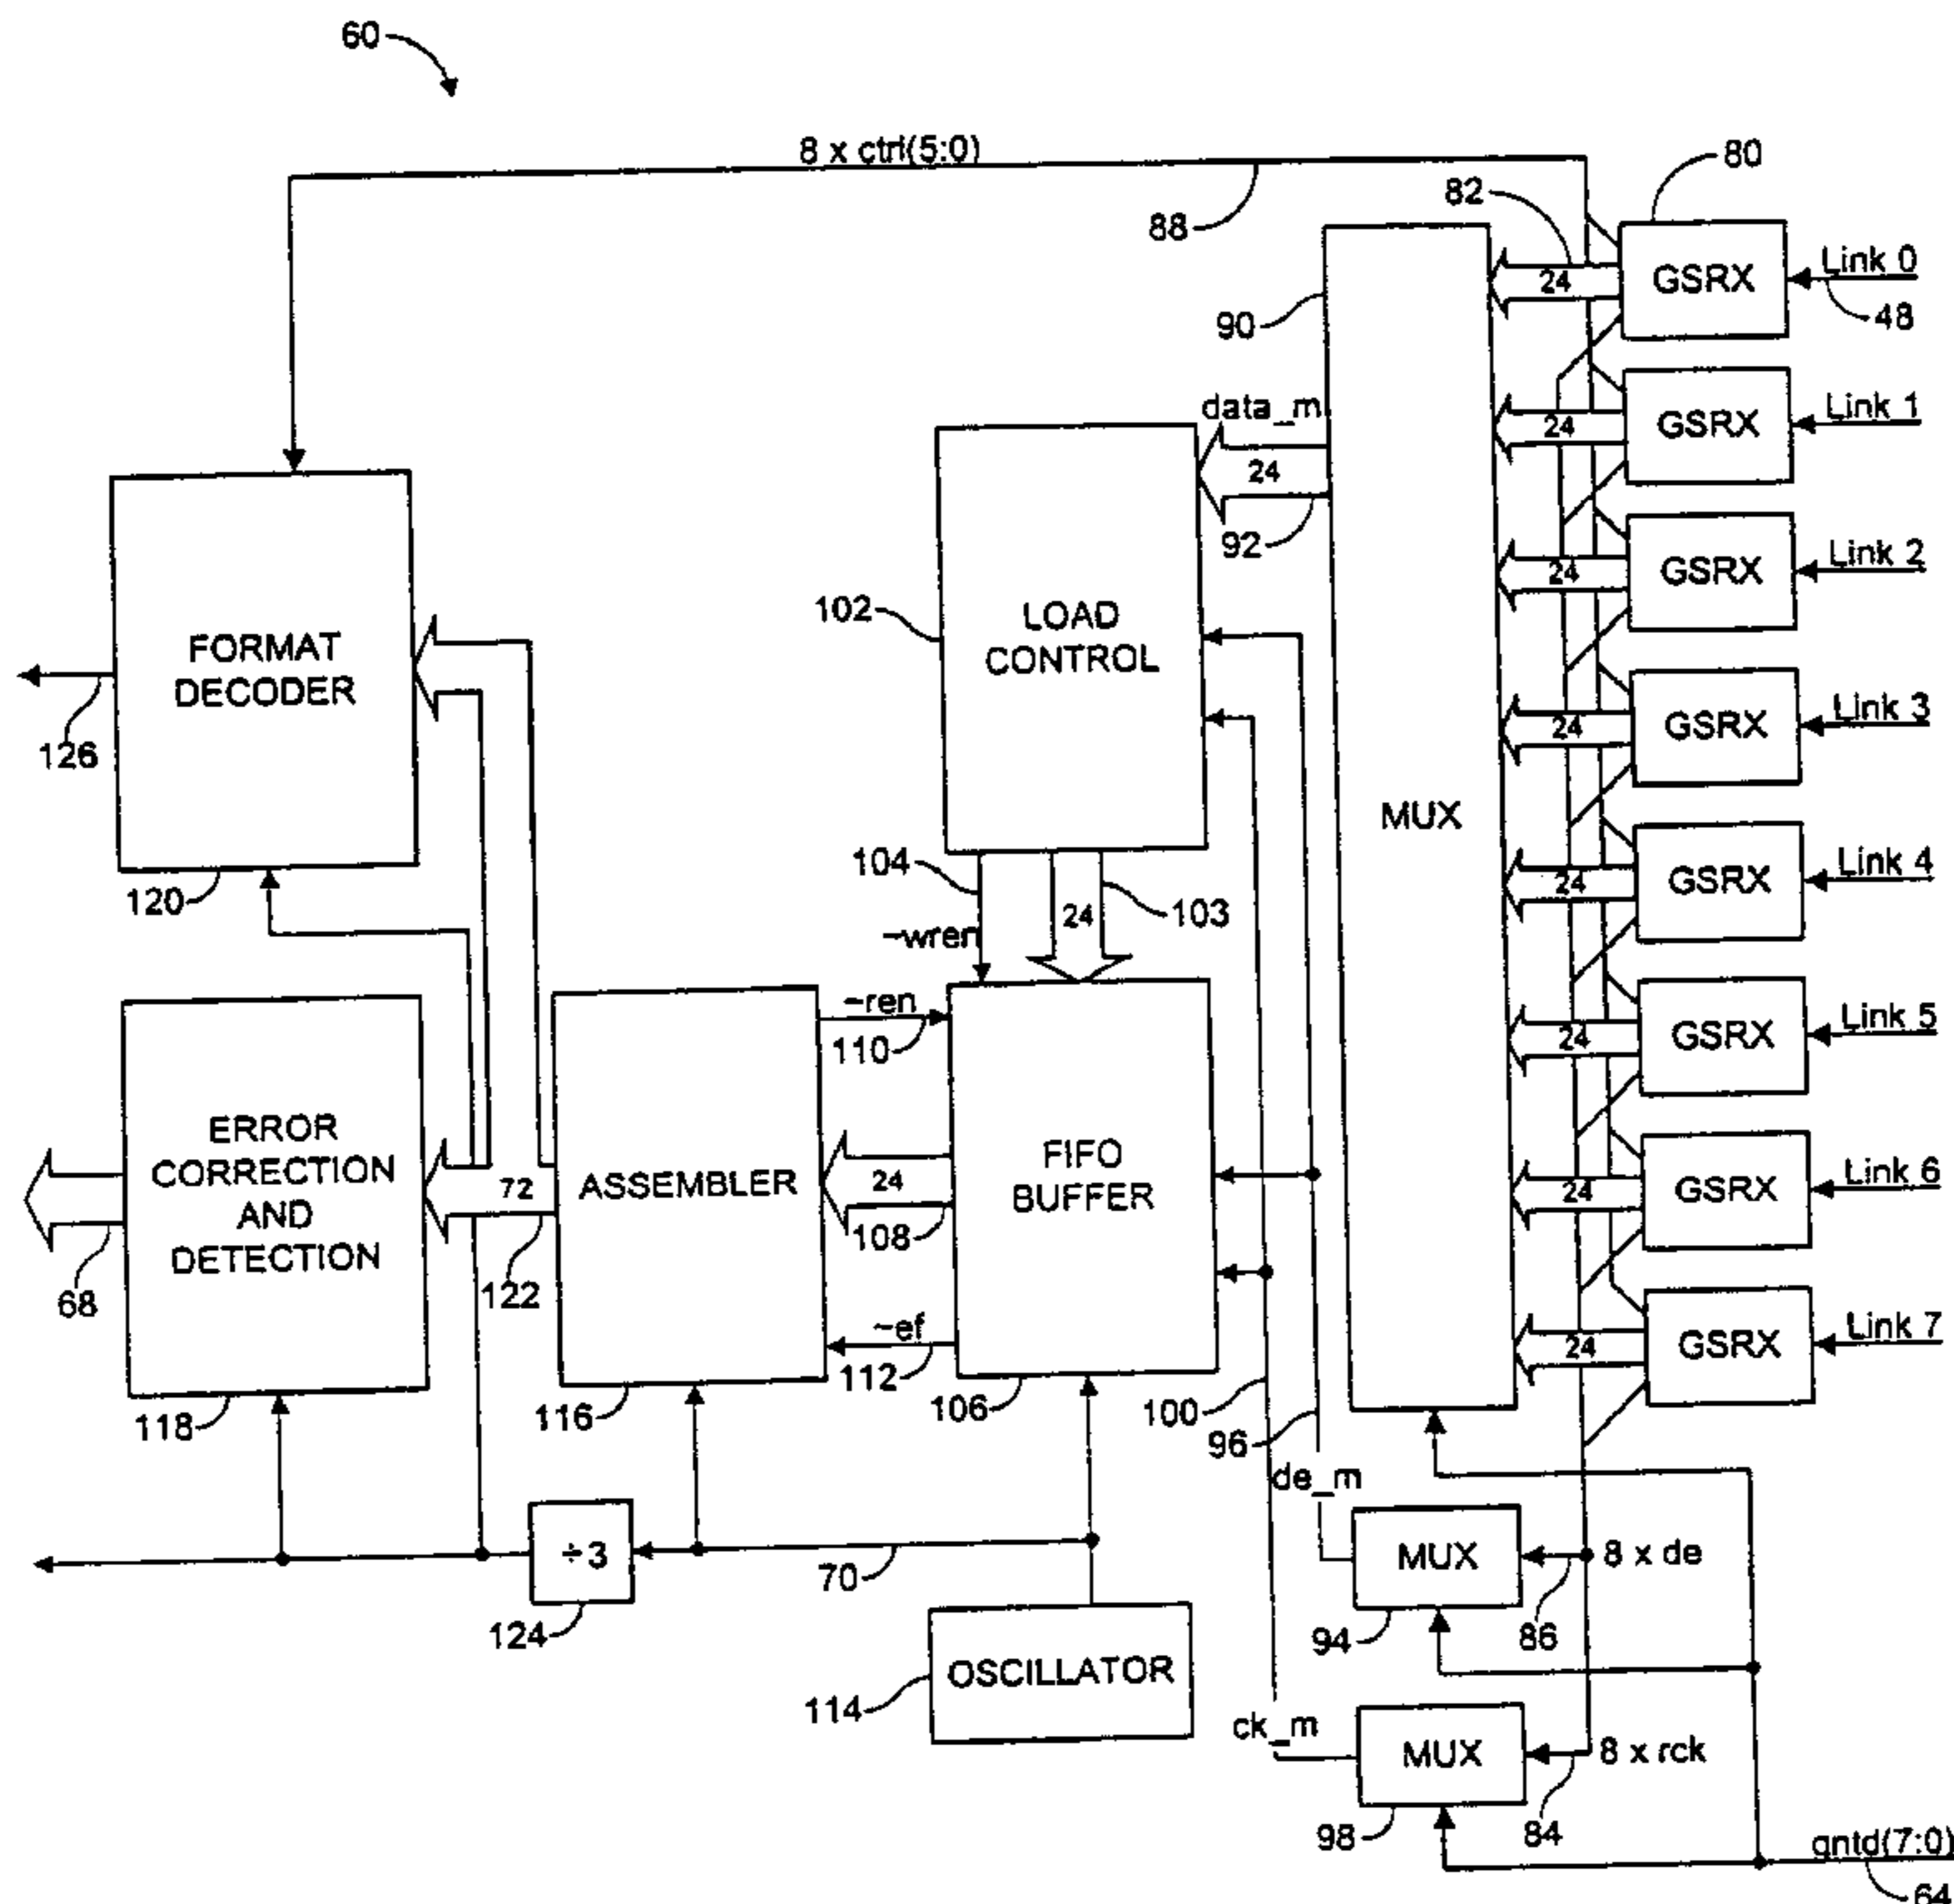 60
8 x ctrl(5:0)
88
82
80
24
GSRX
Link 0
48
90
24
GSRX
Link 1
data_m
24
92
24
GSRX
Link 2
102
LOAD
CONTROL
FORMAT
DECODER
126
24
GSRX
Link 3
MUX
120
104
~wren
24
103
24
GSRX
Link 4
~ren
110
24
GSRX
Link 5
ERROR
CORRECTION
AND
DETECTION
68
72
122
ASSEMBLER
24
108
FIFO
BUFFER
24
GSRX
Link 6
~ef
112
24
GSRX
Link 7
118
116
106
100
96
de_m
÷3
124
70
MUX
94
86
8 x de
114
OSCILLATOR
ck_m
MUX
98
84
8 x rck
qntd(7:0)
64